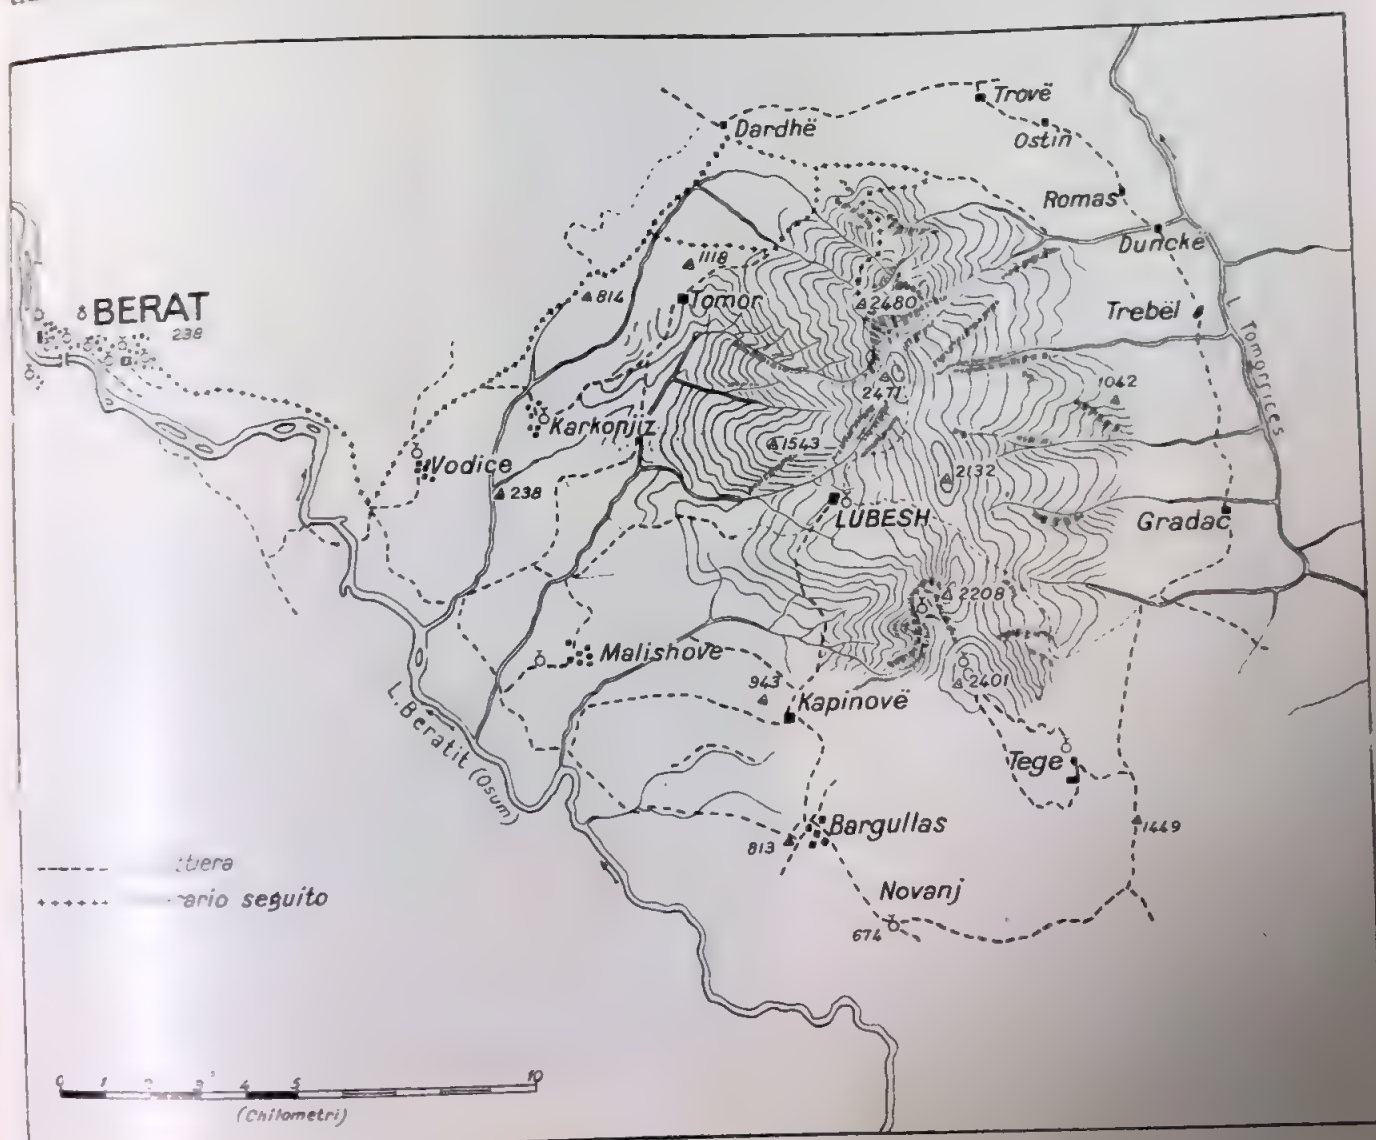 Trovë
Dardhë
Ostin
Romas
Dunckë
1118
814
Tomor
2480
BERAT
238
Trebël
L. Tomorrices
2471
1042
Karkonjiz
1543
Vodice
238
2132
LUBESH
Gradac
2208
Malishove
943
2401
Kapinovë
L. Beratit (Osum)
Tege
Bargullas
813
1449
seguito
Novanj
674
0 1 2 3 4 5 10
(Chilometri)